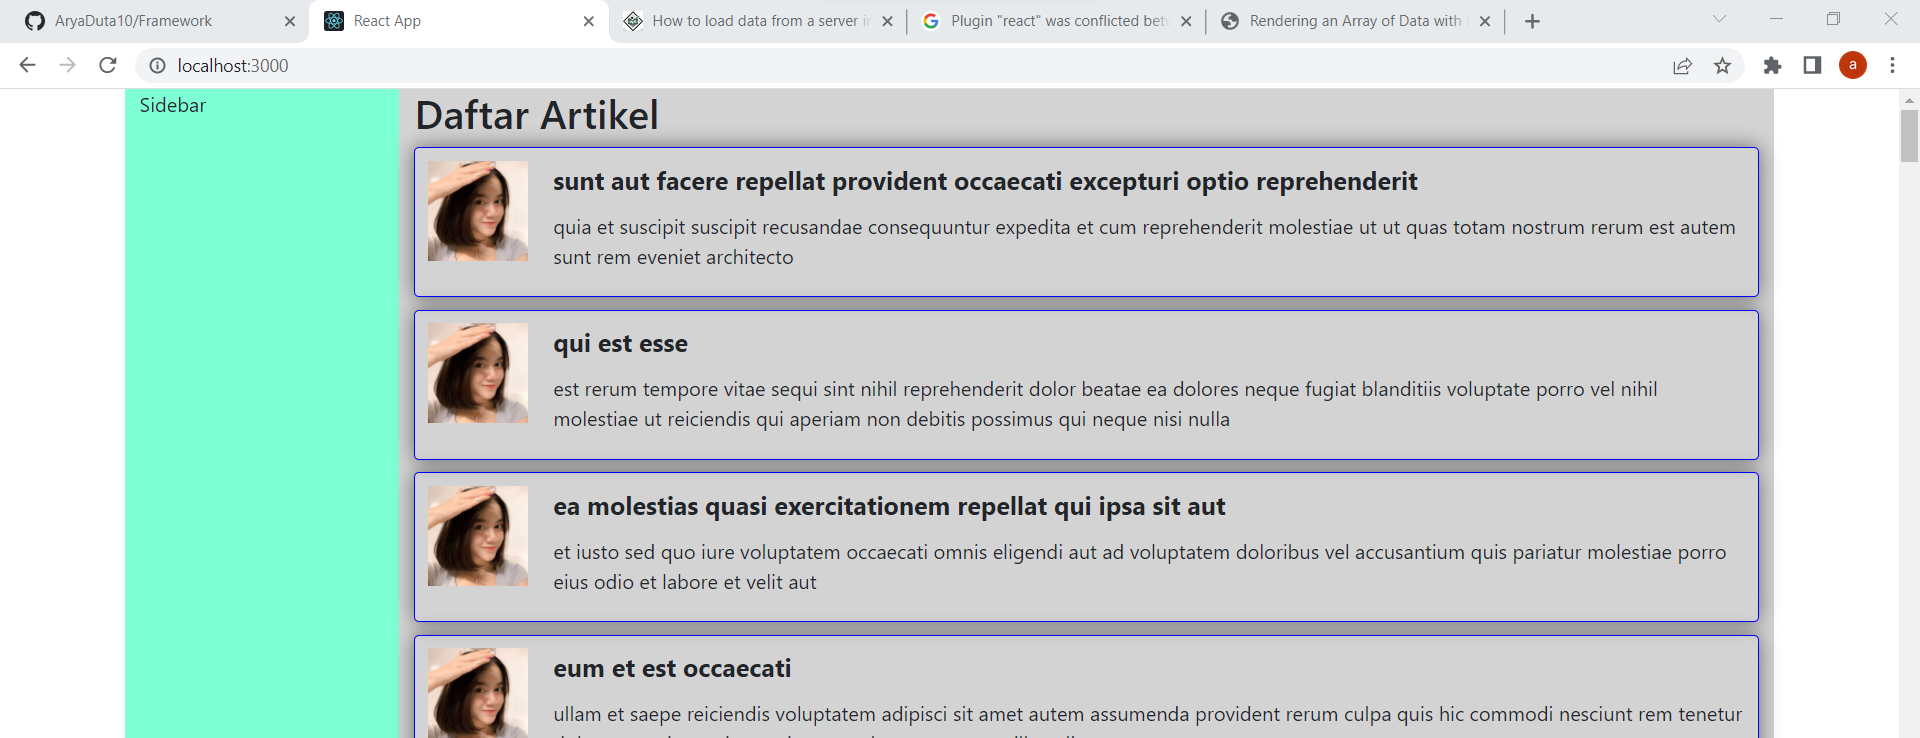 AryaDuta10/Framework
React App
How to load data from a server in
Plugin "react" was conflicted betw
Rendering an Array of Data with
localhost:3000
a
Sidebar
Daftar Artikel
sunt aut facere repellat provident occaecati excepturi optio reprehenderit
quia et suscipit suscipit recusandae consequuntur expedita et cum reprehenderit molestiae ut ut quas totam nostrum rerum est autem
sunt rem eveniet architecto
qui est esse
est rerum tempore vitae sequi sint nihil reprehenderit dolor beatae ea dolores neque fugiat blanditiis voluptate porro vel nihil
molestiae ut reiciendis qui aperiam non debitis possimus qui neque nisi nulla
ea molestias quasi exercitationem repellat qui ipsa sit aut
et iusto sed quo iure voluptatem occaecati omnis eligendi aut ad voluptatem doloribus vel accusantium quis pariatur molestiae porro
eius odio et labore et velit aut
eum et est occaecati
ullam et saepe reiciendis voluptatem adipisci sit amet autem assumenda provident rerum culpa quis hic commodi nesciunt rem tenetur